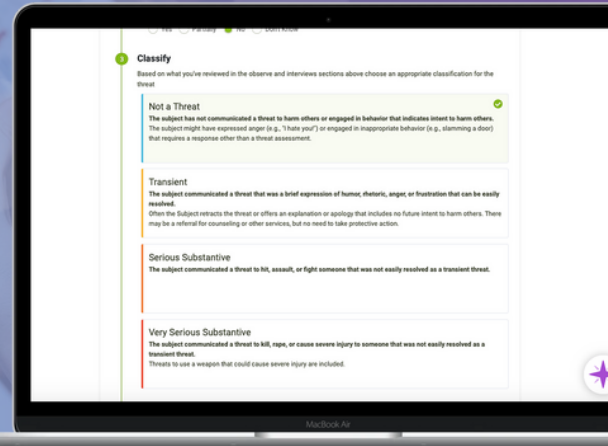 Yes Partially No Don't Know
3 Classify
Based on what you've reviewed in the observe and interviews sections above choose an appropriate classification for the
threat
Not a Threat
The subject has not communicated a threat to harm others or engaged in behavior that indicates intent to harm others.
The subject might have expressed anger (e.g., "I hate you!") or engaged in inappropriate behavior (e.g., slamming a door)
that requires a response other than a threat assessment.
Transient
The subject communicated a threat that was a brief expression of humor, rhetoric, anger, or frustration that can be easily
resolved.
Often the Subject retracts the threat or offers an explanation or apology that includes no future intent to harm others. There
may be a referral for counseling or other services, but no need to take protective action.
Serious Substantive
The subject communicated a threat to hit, assault, or fight someone that was not easily resolved as a transient threat.
Very Serious Substantive
The subject communicated a threat to kill, rape, or cause severe injury to someone that was not easily resolved as a
transient threat.
Threats to use a weapon that could cause severe injury are included.
MacBook Air